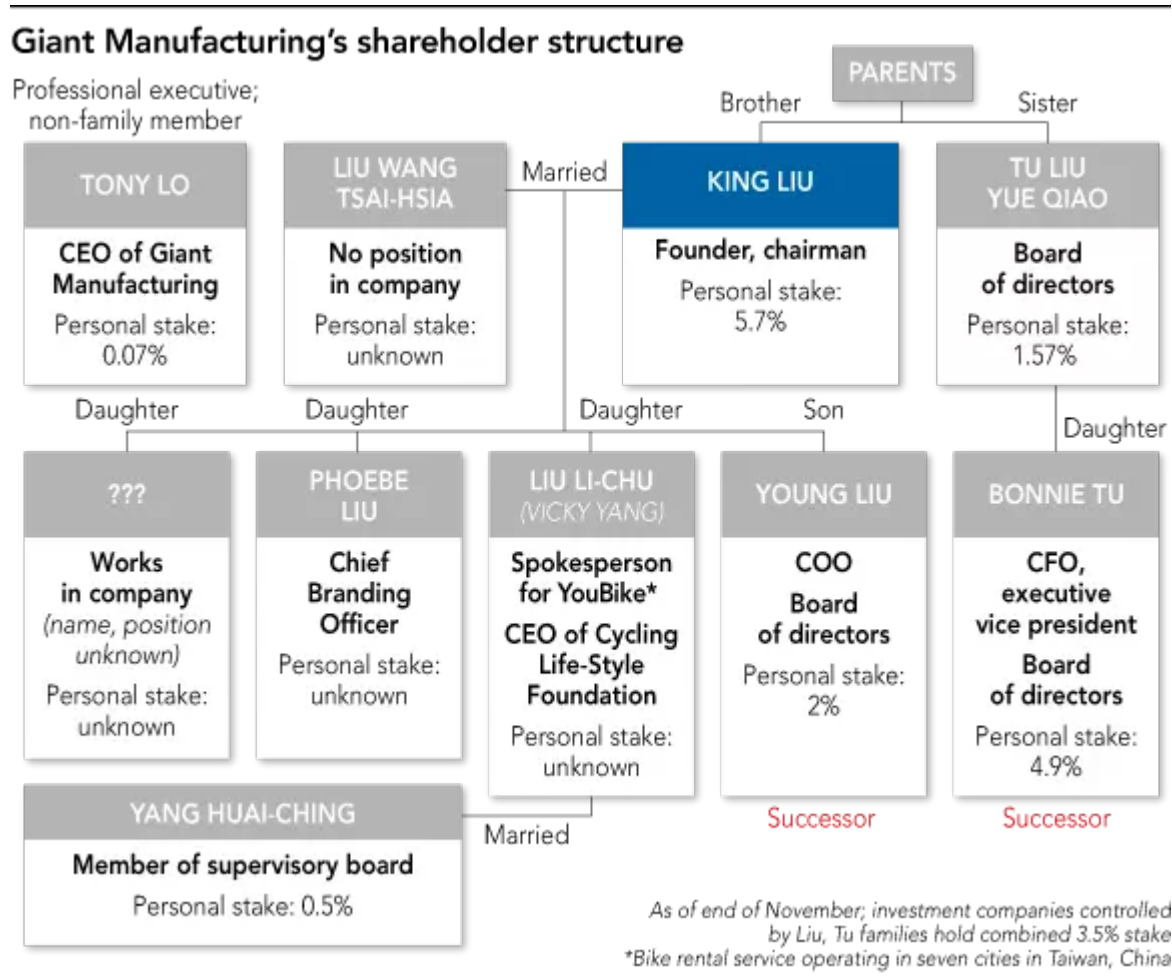 Giant Manufacturing's shareholder structure
Professional executive;
non-family member
PARENTS
Brother
Sister
TONY LO
CEO of Giant
Manufacturing
Personal stake:
0.07%
LIU WANG
TSAI-HSIA
No position
in company
Personal stake:
unknown
Married
KING LIU
Founder, chairman
Personal stake:
5.7%
TU LIU
YUE QIAO
Board
of directors
Personal stake:
1.57%
Daughter
Daughter
Daughter
Son
Daughter
???
Works
in company
(name, position
unknown)
Personal stake:
unknown
PHOEBE
LIU
Chief
Branding
Officer
Personal stake:
unknown
LIU LI-CHU
(VICKY YANG)
Spokesperson
for YouBike*
CEO of Cycling
Life-Style
Foundation
Personal stake:
unknown
YOUNG LIU
COO
Board
of directors
Personal stake:
2%
Successor
BONNIE TU
CFO,
executive
vice president
Board
of directors
Personal stake:
4.9%
Successor
YANG HUAI-CHING
Member of supervisory board
Personal stake: 0.5%
Married
As of end of November; investment companies controlled
by Liu, Tu families hold combined 3.5% stake
*Bike rental service operating in seven cities in Taiwan, China